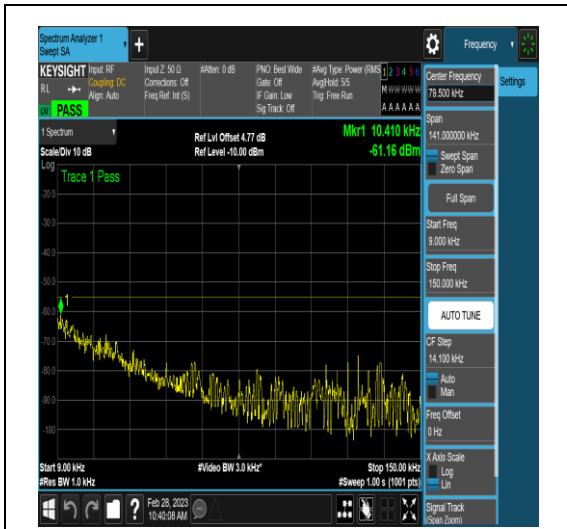 Spectrum Analyzer 1
Swept SA
+
Frequency
KEYSIGHT
RL
PASS
Input: RF
Coupling: DC
Align: Auto
Input Z: 50 Ω
Corrections: Off
Freq Ref: Int (S)
#Atten: 0 dB
PNO: Best Wide
Gate: Off
IF Gain: Low
Sig Track: Off
#Avg Type: Power (RMS
Avg|Hold: 5/5
Trig: Free Run
1 2 3 4 5 6
M W W W W W
A A A A A A
1 Spectrum
Scale/Div 10 dB
Ref Lvl Offset 4.77 dB
Ref Level -10.00 dBm
Mkr1 10.410 kHz
-61.16 dBm
Log
Trace 1 Pass
-20.0
-30.0
-40.0
-50.0
1
-60.0
-70.0
-80.0
-90.0
-100
Start 9.00 kHz
#Res BW 1.0 kHz
#Video BW 3.0 kHz*
Stop 150.00 kHz
#Sweep 1.00 s (1001 pts)
Feb 28, 2023
10:40:08 AM
Center Frequency
79.500 kHz
Settings
Span
141.000000 kHz
Swept Span
Zero Span
Full Span
Start Freq
9.000 kHz
Stop Freq
150.000 kHz
AUTO TUNE
CF Step
14.100 kHz
Auto
Man
Freq Offset
0 Hz
X Axis Scale
Log
Lin
Signal Track
(Span Zoom)